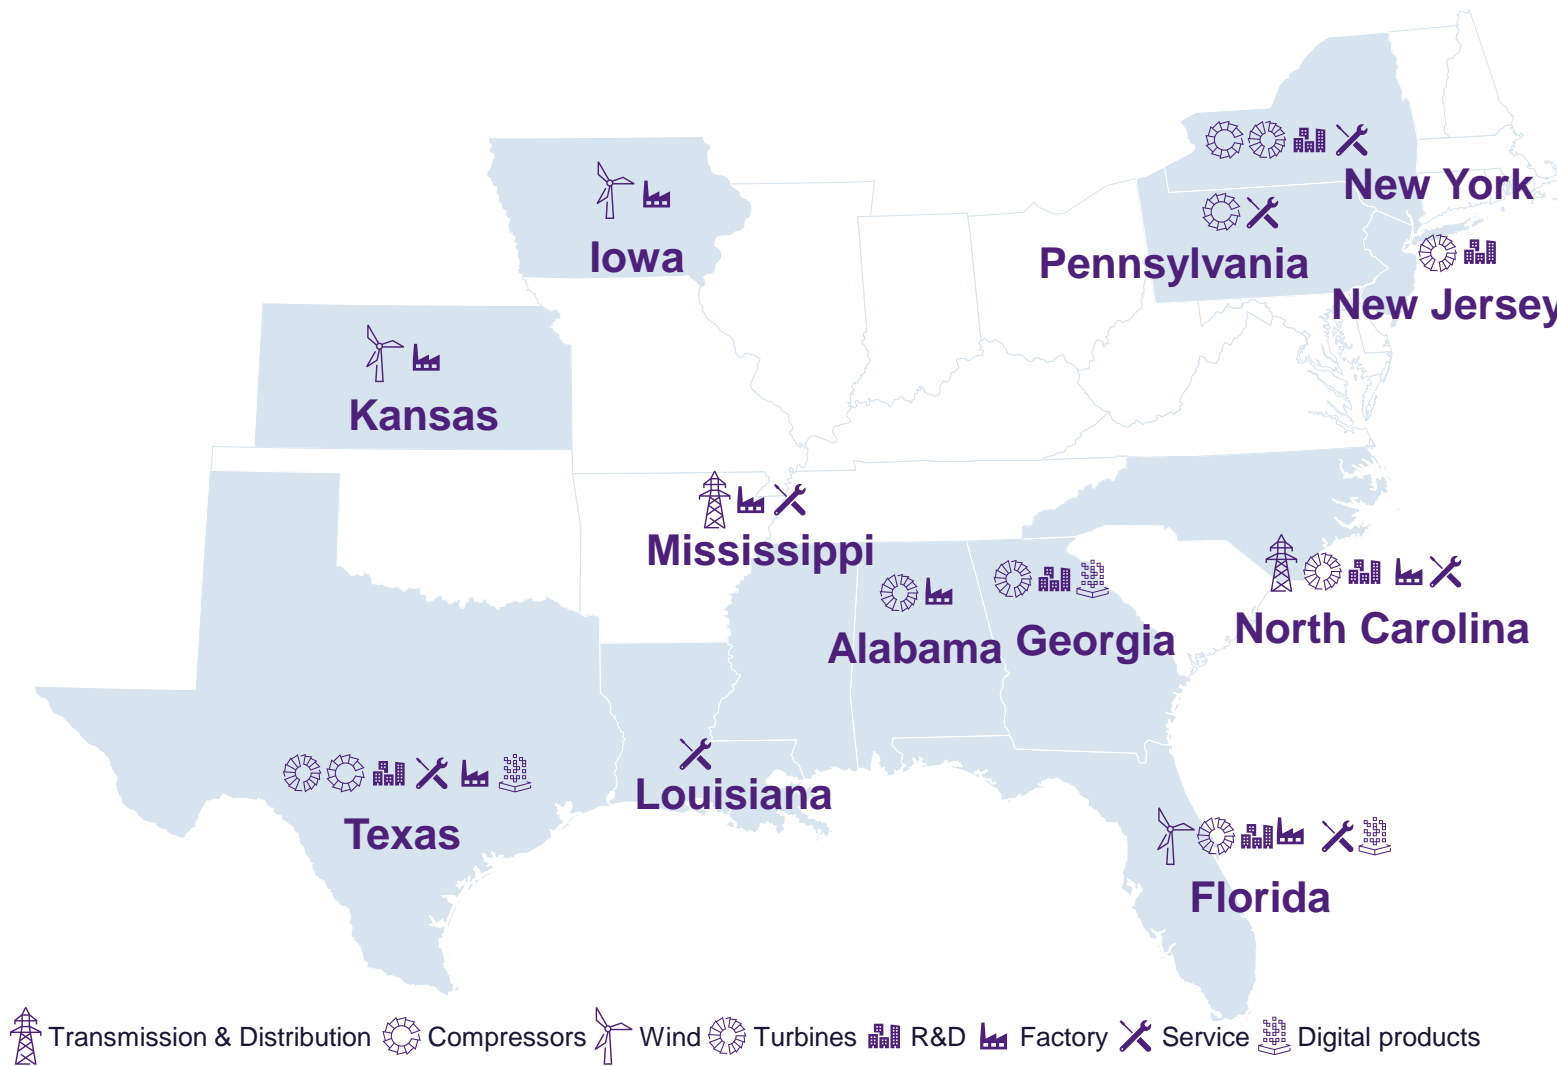 New York
Iowa
Pennsylvania
New Jersey
Kansas
Mississippi
North Carolina
Alabama
Georgia
Louisiana
Texas
Florida
Transmission & Distribution Compressors Wind Turbines R&D Factory Service Digital products